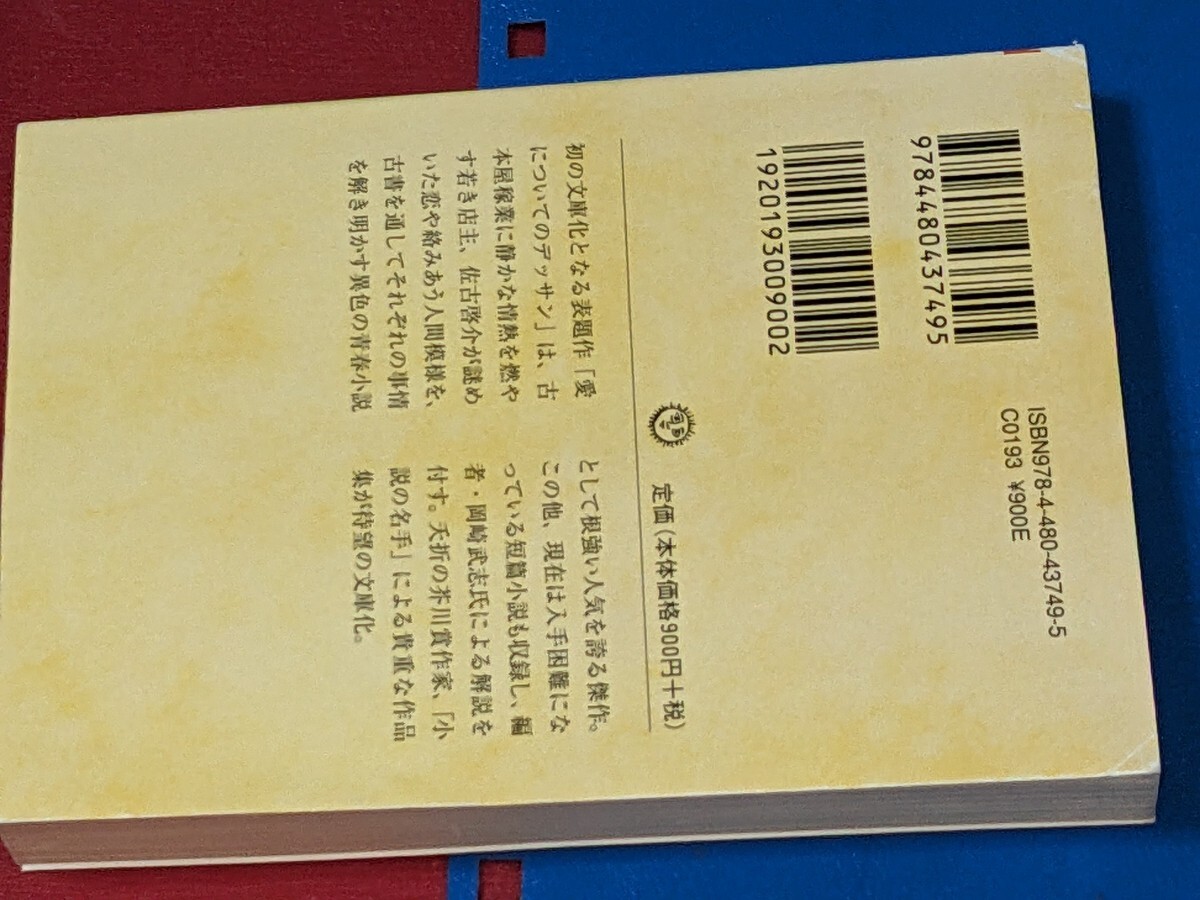 9784480437495
1920193009002
ISBN978-4-480-43749-5
C0193 ¥900E
定価(本体価格900円+税)
初の文庫化となる表題作「愛
についてのデッサン」は、古
本屋稼業に静かな情熱を燃や
す若き店主、佐古啓介が謎め
いた恋や絡みあう人間模様を、
古書を通してそれぞれの事情
を解き明かす異色の青春小説
として根強い人気を誇る傑作。
この他、現在は入手困難にな
っている短篇小説も収録し、編
者・岡崎武志氏による解説を
付す。夭折の芥川賞作家、「小
説の名手」による貴重な作品
集が待望の文庫化。